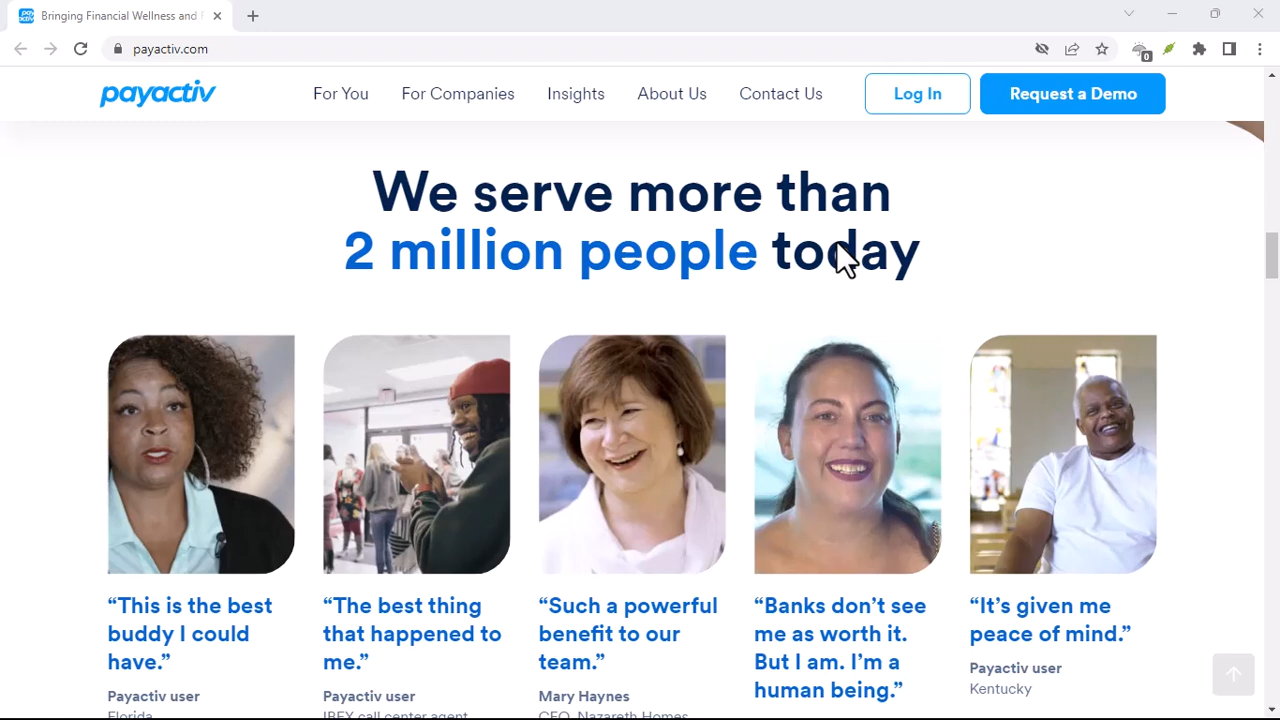 Bringing Financial Wellness and
payactiv.com
0
payactiv
For You
For Companies
Insights
About Us
Contact Us
Log In
Request a Demo
We serve more than
2 million people today
“This is the best
buddy I could
have.”
Payactiv user
Florida
“The best thing
that happened to
me.”
Payactiv user
IBEX call center agent
“Such a powerful
benefit to our
team.”
Mary Haynes
CEO, Nazareth Homes
“Banks don’t see
me as worth it.
But I am. I’m a
human being.”
“It’s given me
peace of mind.”
Payactiv user
Kentucky